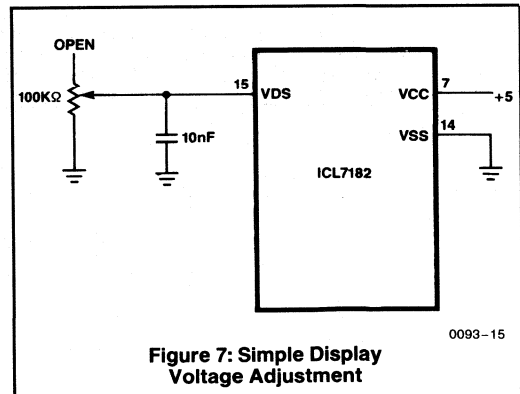 OPEN
100KΩ
15
VDS
VCC
7
+5
10nF
VSS
14
ICL7182
0093-15
Figure 7: Simple Display
Voltage Adjustment